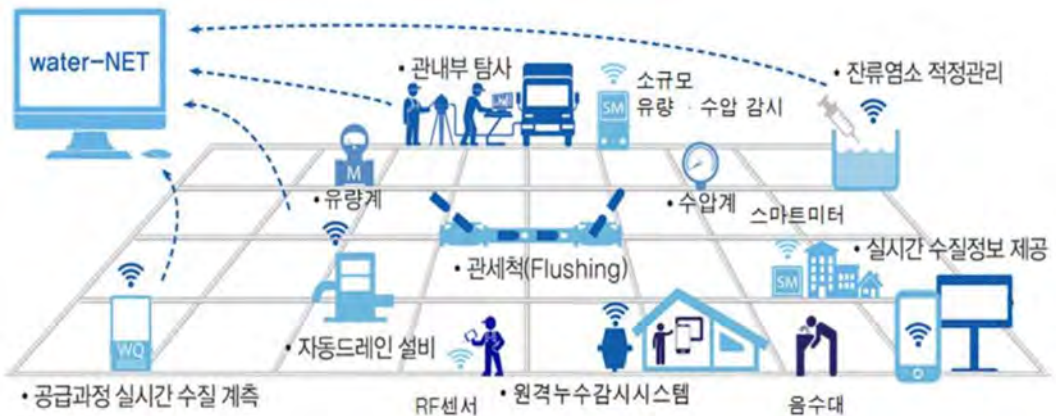 water-NET
• 관내부 탐사
SM
소규모
유량 · 수압 감시
• 잔류염소 적정관리
M
• 유량계
• 수압계
스마트미터
• 관세척(Flushing)
• 실시간 수질정보 제공
SM
WQ
• 자동드레인 설비
• 공급과정 실시간 수질 계측
RF센서
• 원격누수감시시스템
음수대